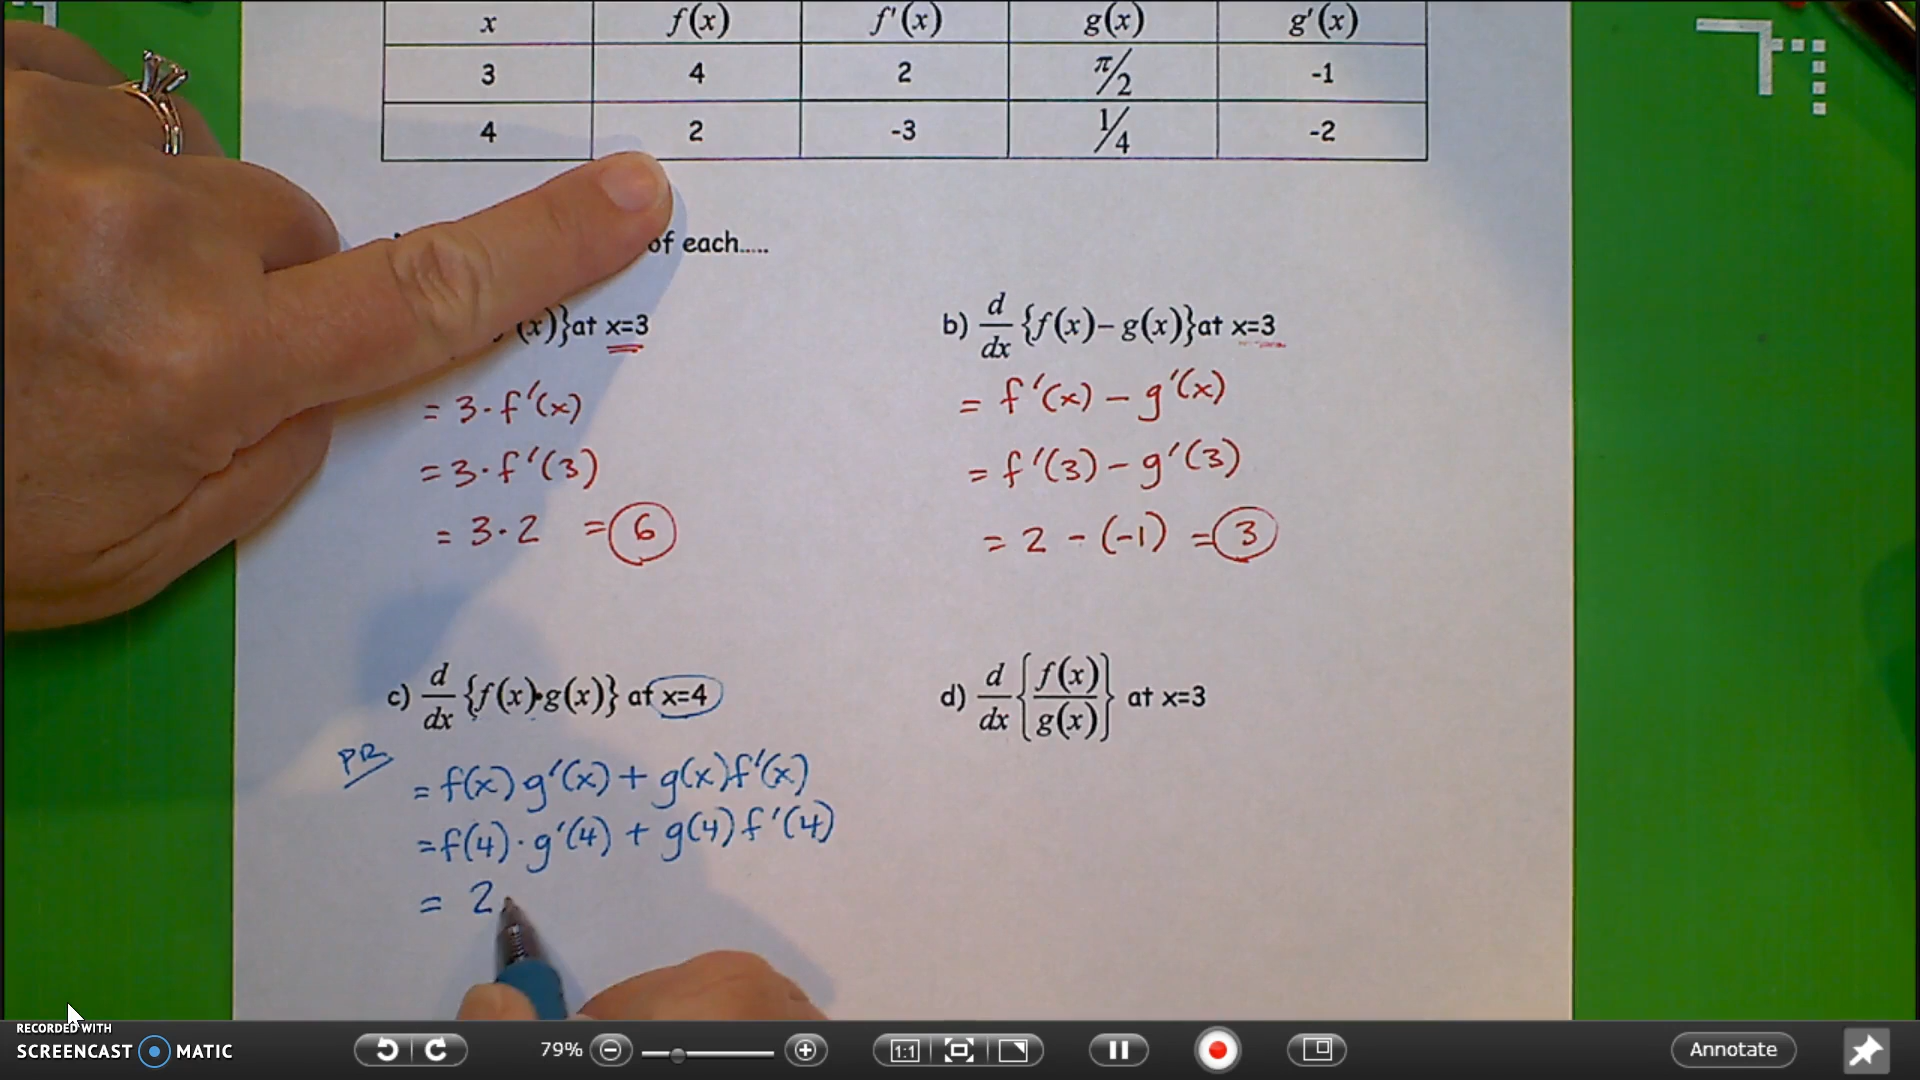 x f(x) f'(x) g(x) g'(x)
3 4 2 π/2 -1
4 2 -3 1/4 -2
of each.....
(x)}at x=3
= 3·f'(x)
= 3·f'(3)
= 3·2 = 6
b) d/dx {f(x)-g(x)}at x=3
= f'(x) - g'(x)
= f'(3) - g'(3)
= 2 - (-1) = 3
c) d/dx {f(x)·g(x)} at x=4
PR
= f(x) g'(x) + g(x)f'(x)
= f(4)·g'(4) + g(4)f'(4)
= 2
d) d/dx {f(x)/g(x)} at x=3
RECORDED WITH
SCREENCAST MATIC
79%
1:1
Annotate